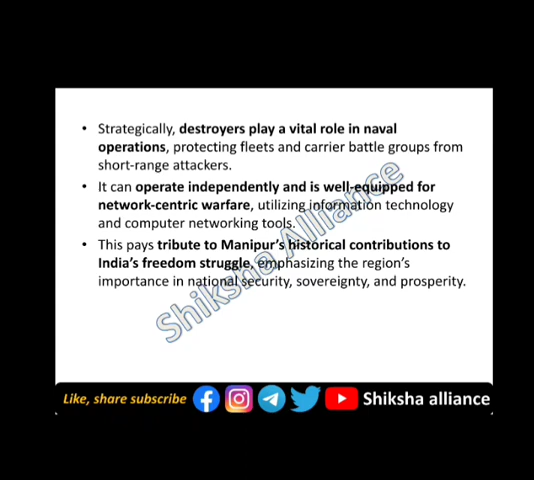 • Strategically, destroyers play a vital role in naval
operations, protecting fleets and carrier battle groups from
short-range attackers.
• It can operate independently and is well-equipped for
network-centric warfare, utilizing information technology
and computer networking tools.
• This pays tribute to Manipur's historical contributions to
India's freedom struggle, emphasizing the region's
importance in national security, sovereignty, and prosperity.
Shiksha Alliance
Like, share subscribe
Shiksha alliance